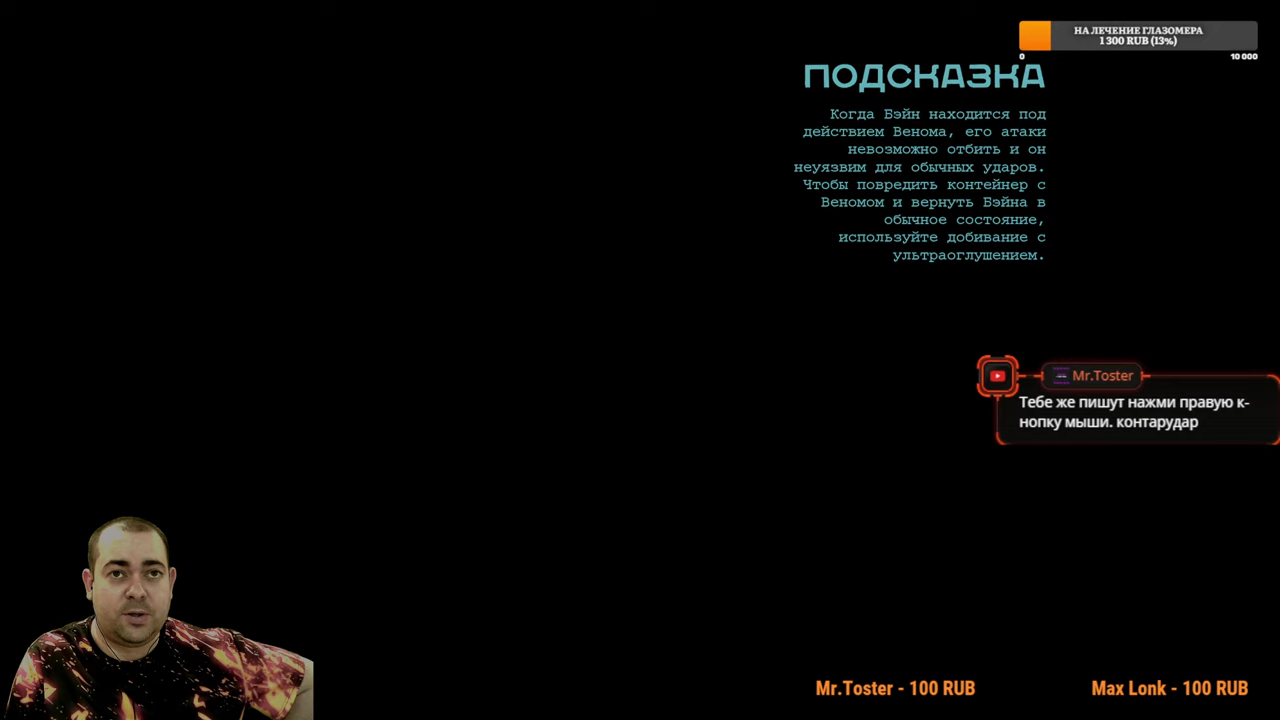 НА ЛЕЧЕНИЕ ГЛАЗОМЕРА
1 300 RUB (13%)
0
10 000
ПОДСКАЗКА
Когда Бэйн находится под
действием Венома, его атаки
невозможно отбить и он
неуязвим для обычных ударов.
Чтобы повредить контейнер с
Веномом и вернуть Бэйна в
обычное состояние,
используйте добивание с
ультраоглушением.
Mr.Toster
Тебе же пишут нажми правую к-
нопку мыши. контарудар
Mr.Toster - 100 RUB
Max Lonk - 100 RUB